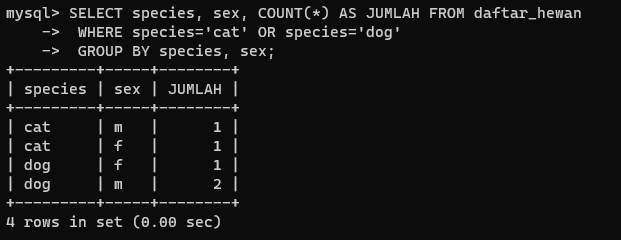 mysql> SELECT species, sex, COUNT(*) AS JUMLAH FROM daftar_hewan
    ->  WHERE species='cat' OR species='dog'
    ->  GROUP BY species, sex;
+---------+-----+--------+
| species | sex | JUMLAH |
+---------+-----+--------+
| cat     | m   |      1 |
| cat     | f   |      1 |
| dog     | f   |      1 |
| dog     | m   |      2 |
+---------+-----+--------+
4 rows in set (0.00 sec)